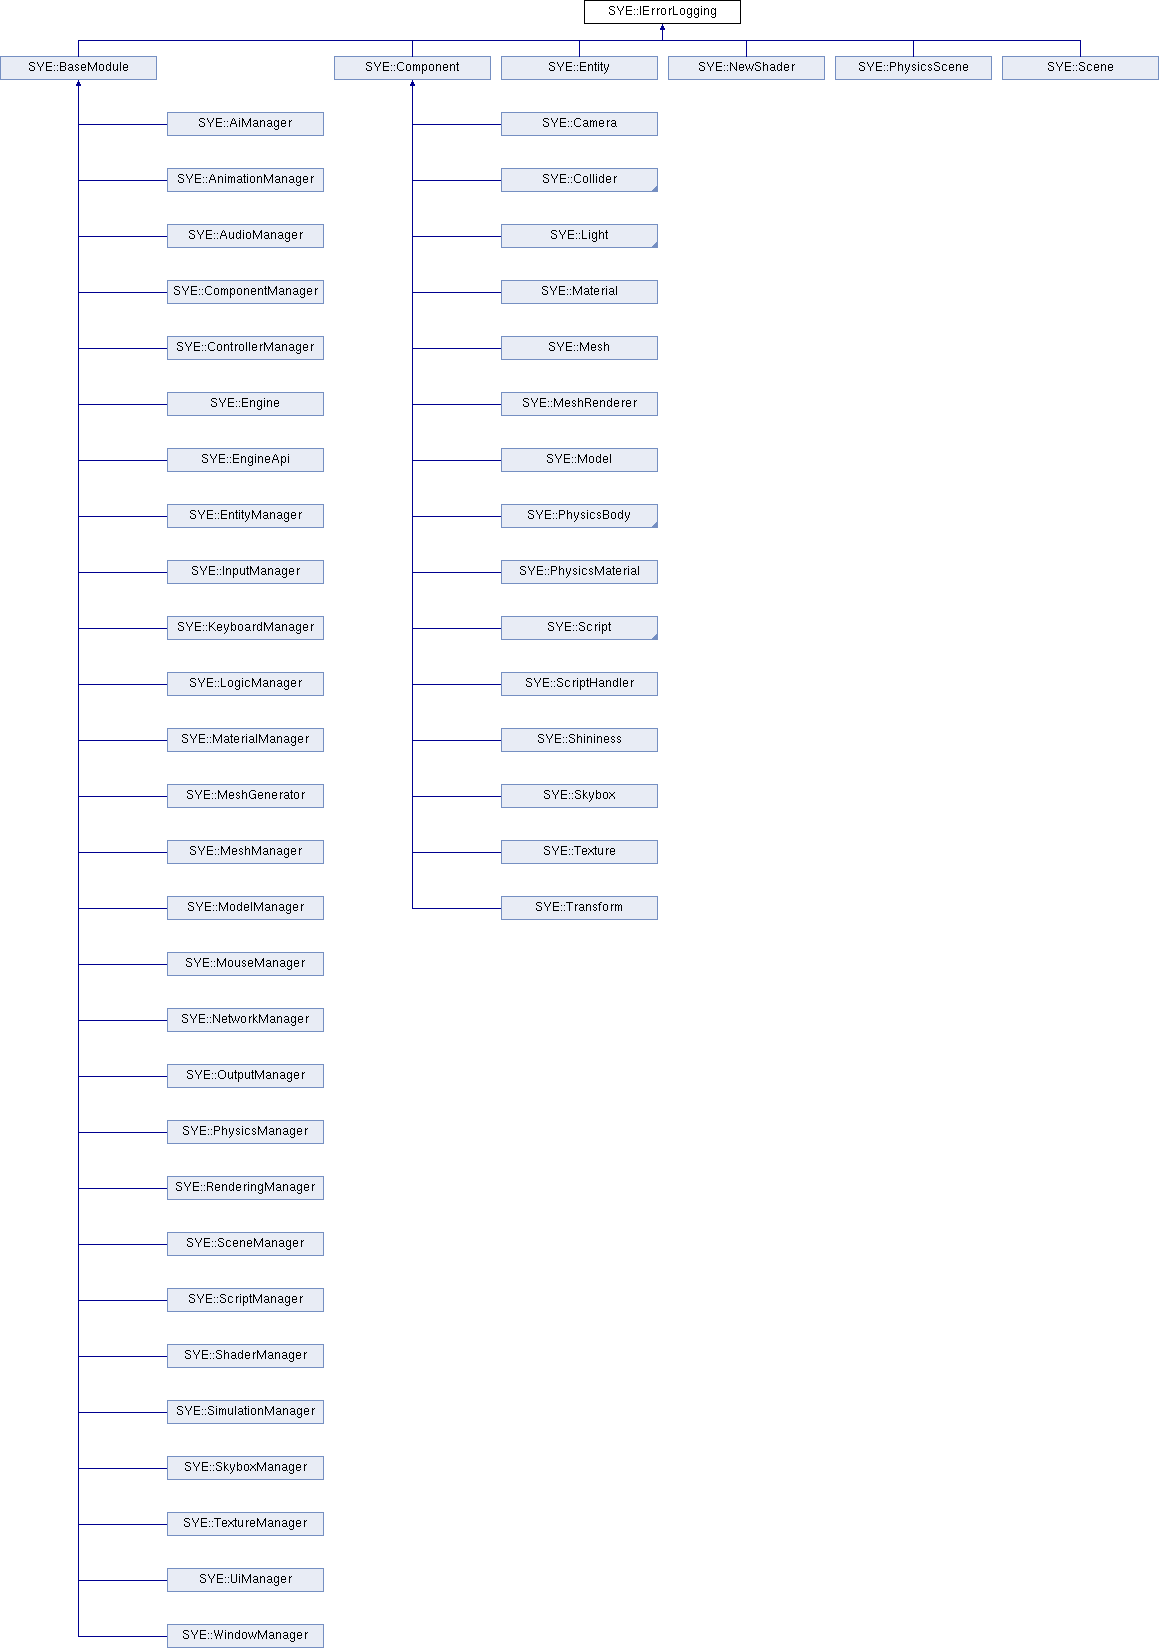 SYE::IErrorLogging
SYE::BaseModule
SYE::Component
SYE::Entity
SYE::NewShader
SYE::PhysicsScene
SYE::Scene
SYE::AiManager
SYE::Camera
SYE::AnimationManager
SYE::Collider
SYE::AudioManager
SYE::Light
SYE::ComponentManager
SYE::Material
SYE::ControllerManager
SYE::Mesh
SYE::Engine
SYE::MeshRenderer
SYE::EngineApi
SYE::Model
SYE::EntityManager
SYE::PhysicsBody
SYE::InputManager
SYE::PhysicsMaterial
SYE::KeyboardManager
SYE::Script
SYE::LogicManager
SYE::ScriptHandler
SYE::MaterialManager
SYE::Shininess
SYE::MeshGenerator
SYE::Skybox
SYE::MeshManager
SYE::Texture
SYE::ModelManager
SYE::Transform
SYE::MouseManager
SYE::NetworkManager
SYE::OutputManager
SYE::PhysicsManager
SYE::RenderingManager
SYE::SceneManager
SYE::ScriptManager
SYE::ShaderManager
SYE::SimulationManager
SYE::SkyboxManager
SYE::TextureManager
SYE::UiManager
SYE::WindowManager